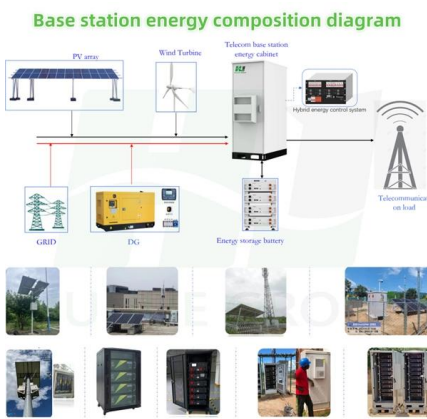 Base station energy composition diagram
PV array
Wind Turbine
Telecom base station
energy cabinet
Hybrid energy control system
Telecommunicati
on load
GRID
DG
Energy storage battery